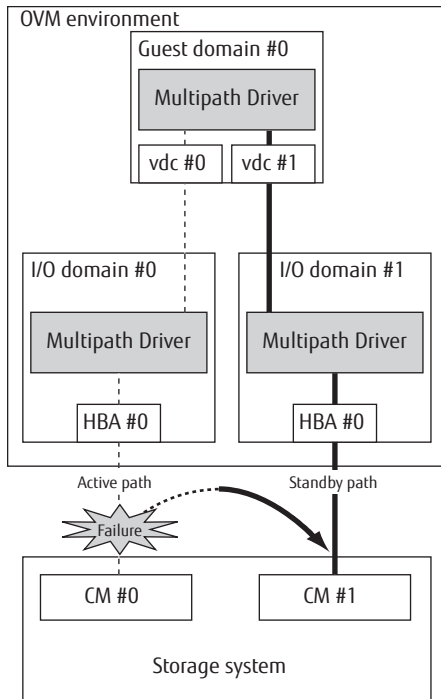 OVM environment
Guest domain #0
Multipath Driver
vdc #0
vdc #1
I/O domain #0
I/O domain #1
Multipath Driver
Multipath Driver
HBA #0
HBA #0
Active path
Standby path
Failure
CM #0
CM #1
Storage system